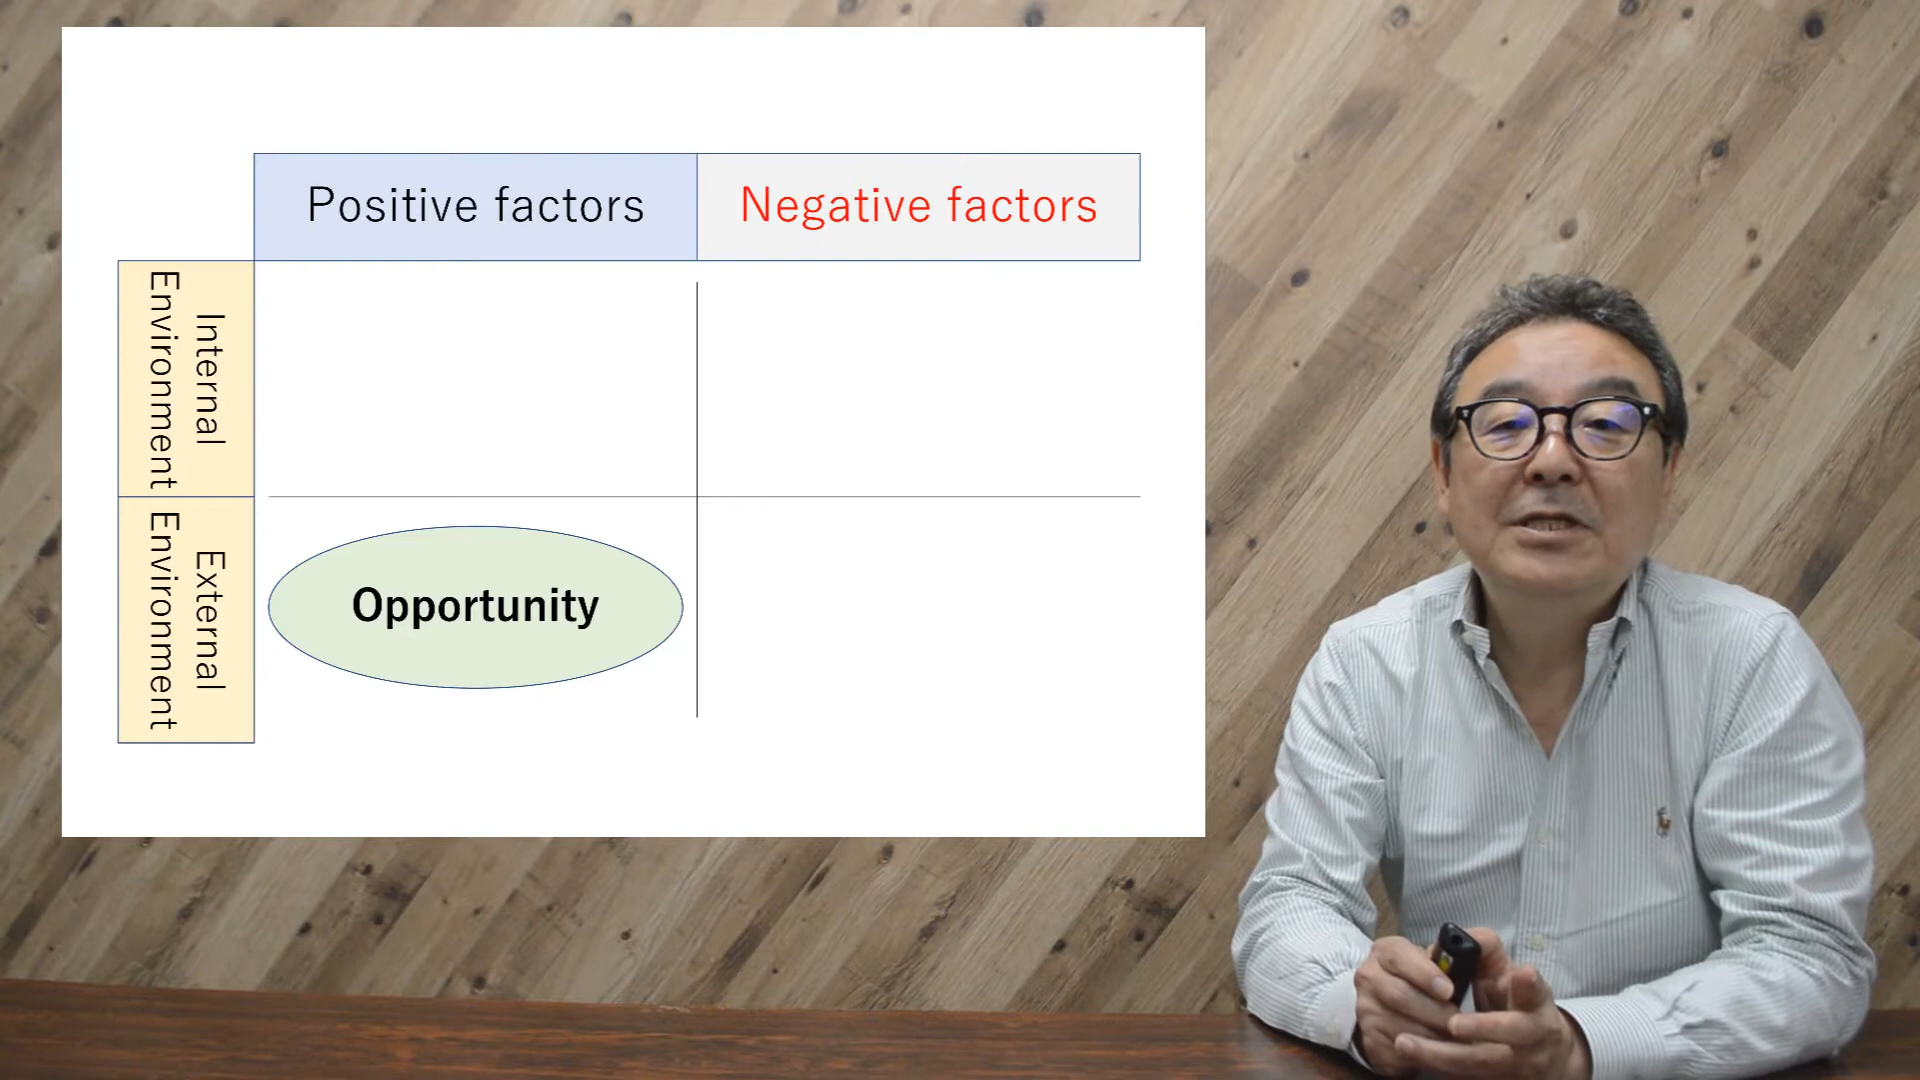 Positive factors
Negative factors
Internal
Environment
External
Environment
Opportunity